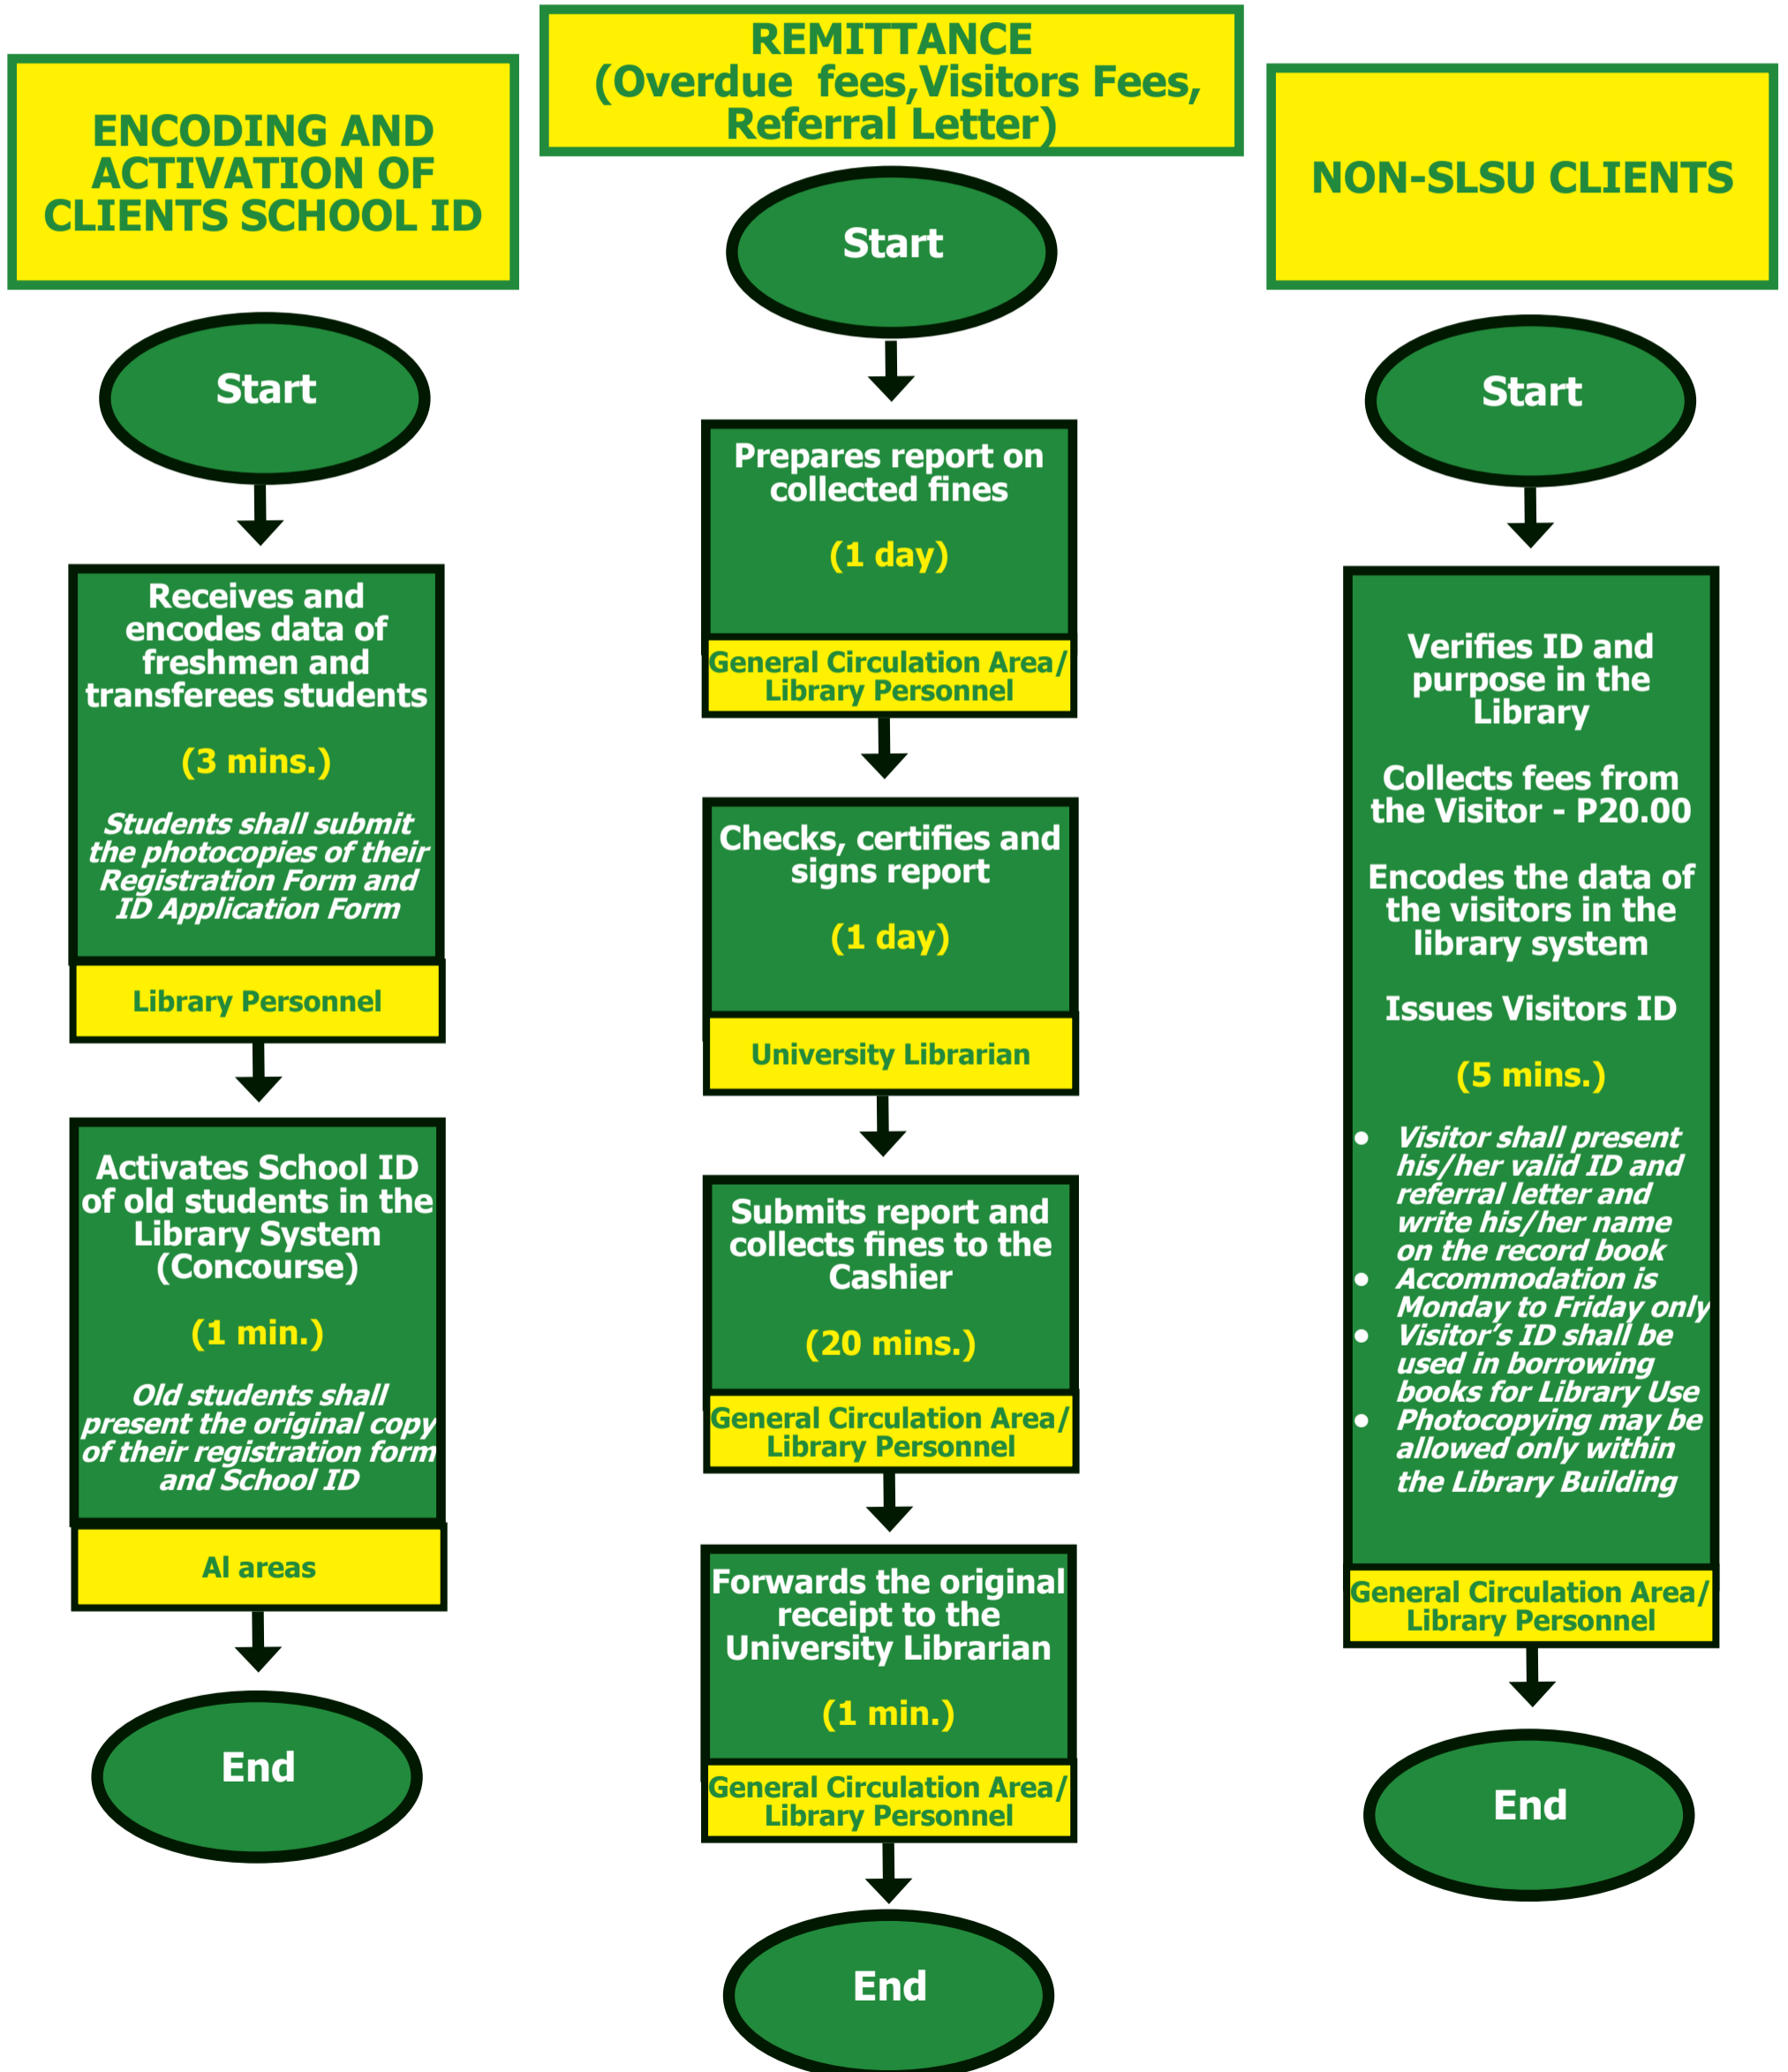 ENCODING AND
ACTIVATION OF
CLIENTS SCHOOL ID
Start
Receives and
encodes data of
freshmen and
transferees students
(3 mins.)
Students shall submit
the photocopies of their
Registration Form and
ID Application Form
Library Personnel
Activates School ID
of old students in the
Library System
(Concourse)
(1 min.)
Old students shall
present the original copy
of their registration form
and School ID
Al areas
End
REMITTANCE
(Overdue  fees,Visitors Fees,
Referral Letter)
Start
Prepares report on
collected fines
(1 day)
General Circulation Area/
Library Personnel
Checks, certifies and
signs report
(1 day)
University Librarian
Submits report and
collects fines to the
Cashier
(20 mins.)
General Circulation Area/
Library Personnel
Forwards the original
receipt to the
University Librarian
(1 min.)
General Circulation Area/
Library Personnel
End
NON-SLSU CLIENTS
Start
Verifies ID and
purpose in the
Library
Collects fees from
the Visitor - P20.00
Encodes the data of
the visitors in the
library system
Issues Visitors ID
(5 mins.)
• Visitor shall present
his/her valid ID and
referral letter and
write his/her name
on the record book
• Accommodation is
Monday to Friday only
• Visitor’s ID shall be
used in borrowing
books for Library Use
• Photocopying may be
allowed only within
the Library Building
General Circulation Area/
Library Personnel
End